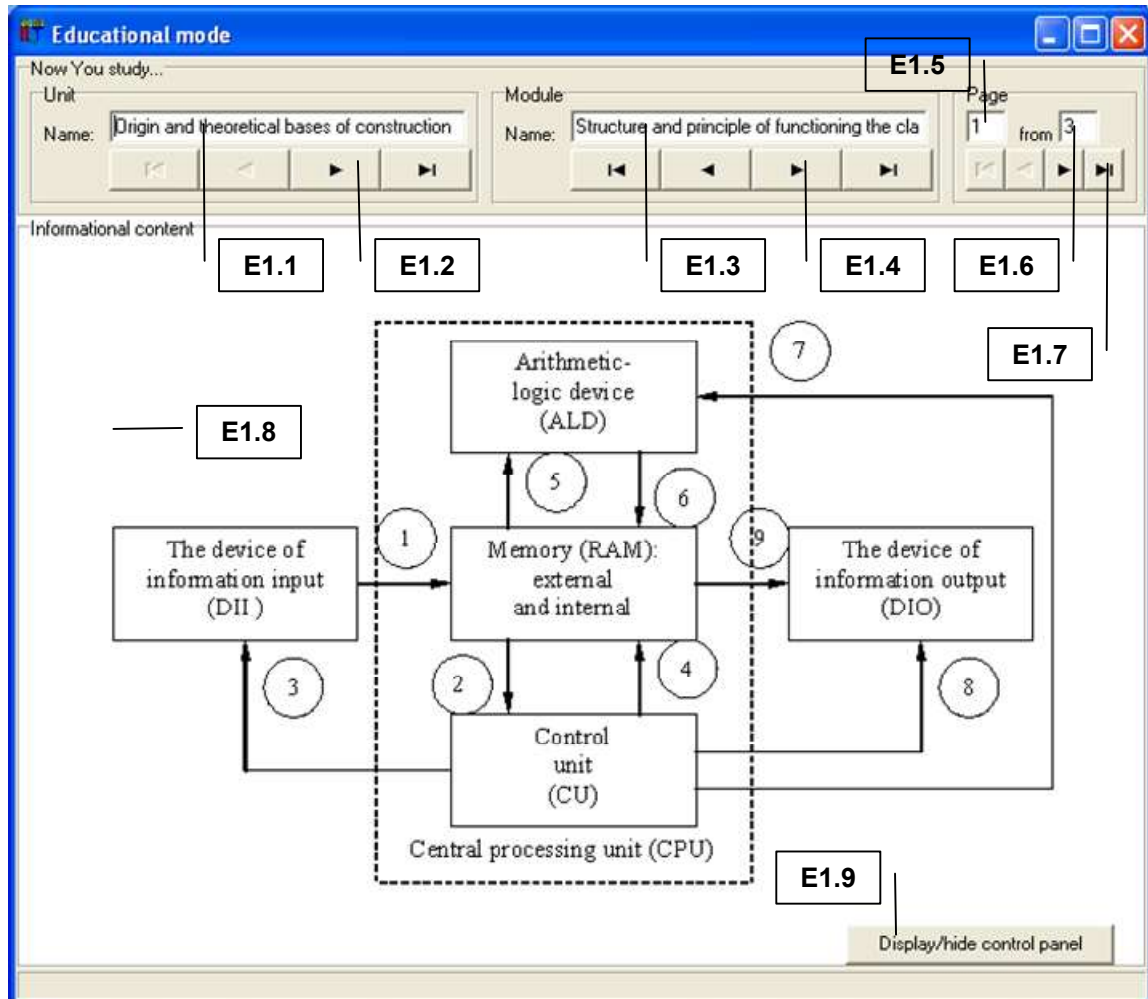 Educational mode
Now You study...
E1.5
Unit
Module
Page
Name:
Origin and theoretical bases of construction
Name:
Structure and principle of functioning the cla
1 from 3
Informational content
E1.1
E1.2
E1.3
E1.4
E1.6
E1.7
7
Arithmetic-
logic device
(ALD)
E1.8
5
6
1
9
The device of
information input
(DII )
Memory (RAM):
external
and internal
The device of
information output
(DIO)
3
2
4
8
Control
unit
(CU)
Central processing unit (CPU)
E1.9
Display/hide control panel